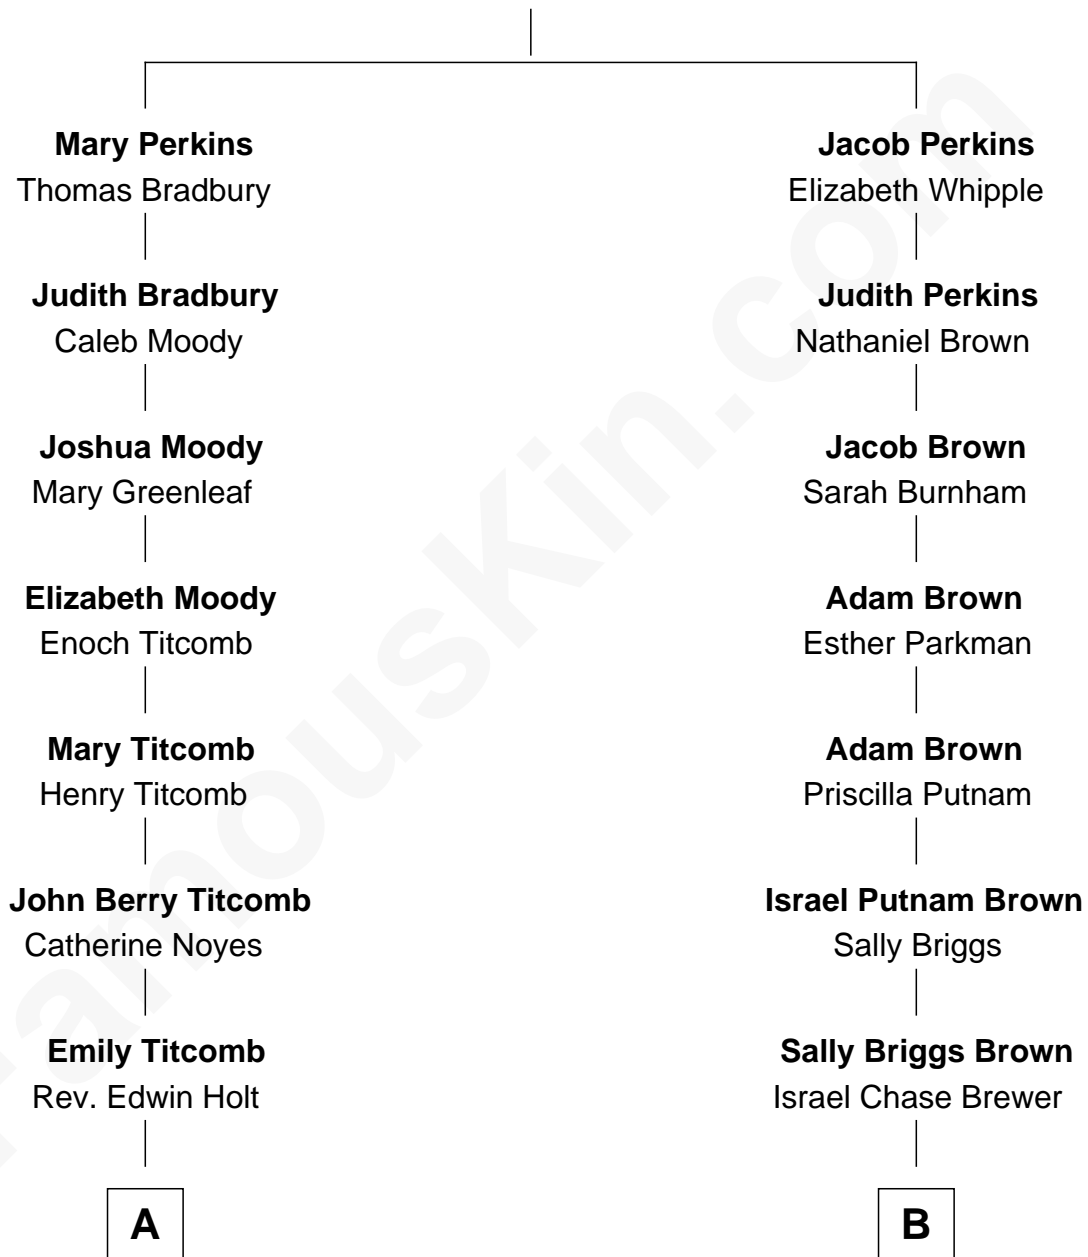 Mary Perkins
Thomas Bradbury
Judith Bradbury
Caleb Moody
Joshua Moody
Mary Greenleaf
Elizabeth Moody
Enoch Titcomb
Mary Titcomb
Henry Titcomb
John Berry Titcomb
Catherine Noyes
Emily Titcomb
Rev. Edwin Holt
A
Jacob Perkins
Elizabeth Whipple
Judith Perkins
Nathaniel Brown
Jacob Brown
Sarah Burnham
Adam Brown
Esther Parkman
Adam Brown
Priscilla Putnam
Israel Putnam Brown
Sally Briggs
Sally Briggs Brown
Israel Chase Brewer
B
FamousKin.com